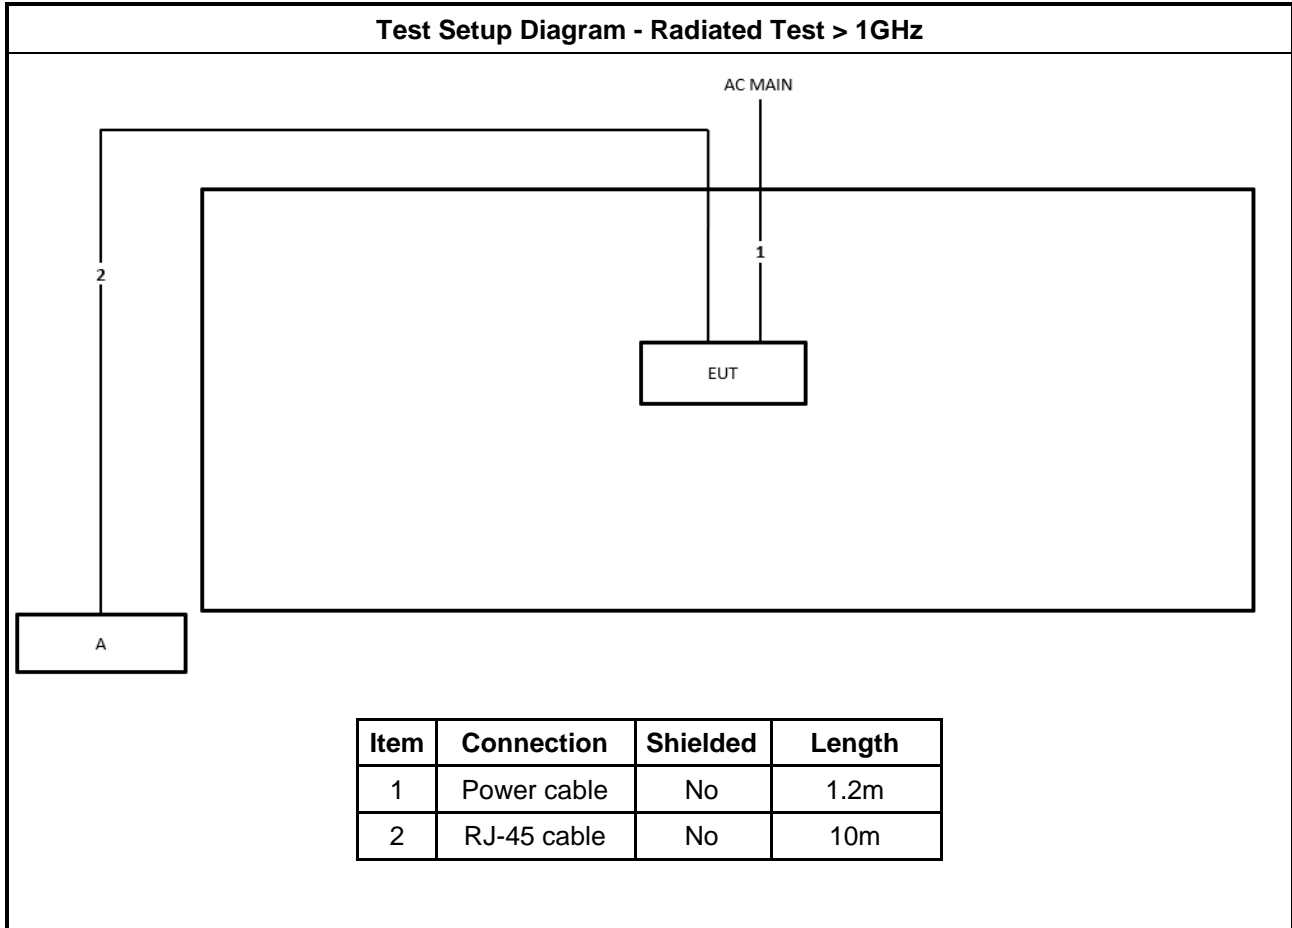 Test Setup Diagram - Radiated Test > 1GHz
AC MAIN
2
1
EUT
A
Item Connection Shielded Length
1 Power cable No 1.2m
2 RJ-45 cable No 10m